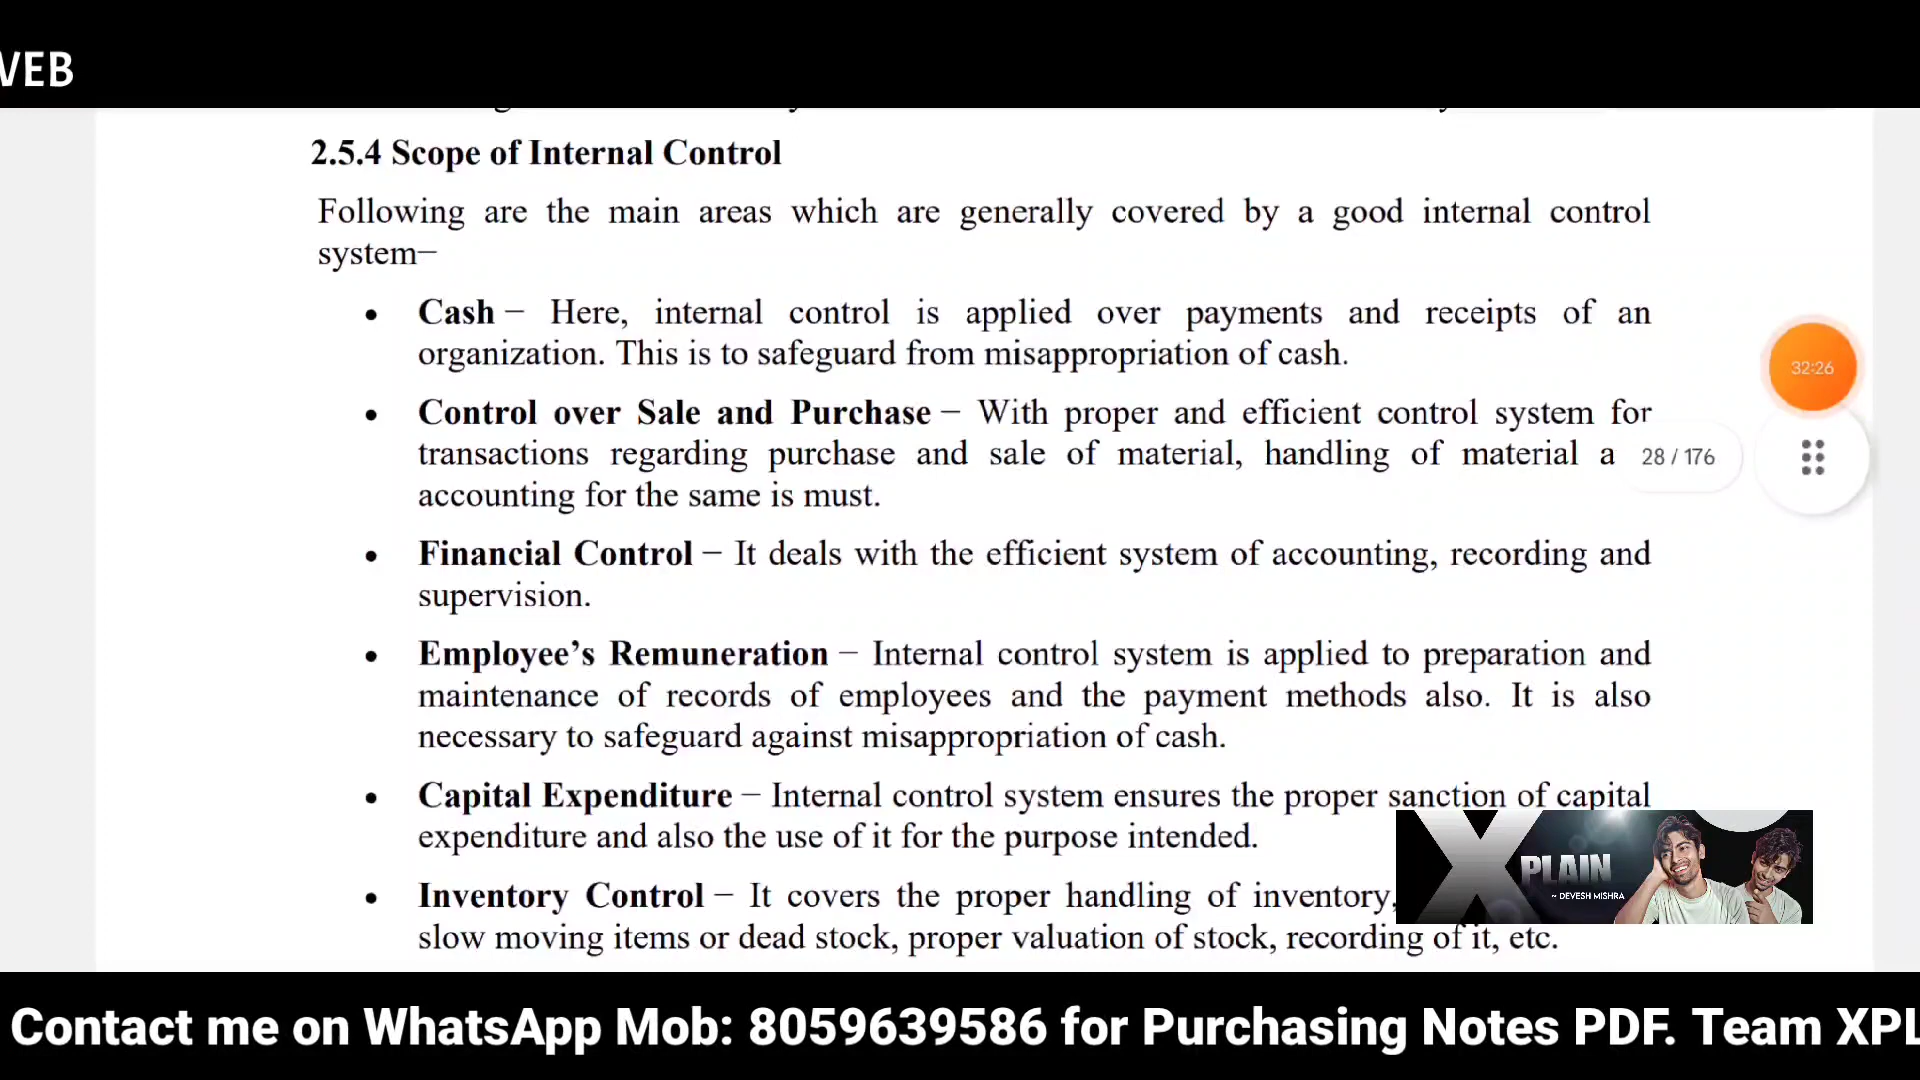 VEB
2.5.4 Scope of Internal Control
Following are the main areas which are generally covered by a good internal control
system−
• Cash − Here, internal control is applied over payments and receipts of an
organization. This is to safeguard from misappropriation of cash.
• Control over Sale and Purchase − With proper and efficient control system for
transactions regarding purchase and sale of material, handling of material a
accounting for the same is must.
• Financial Control − It deals with the efficient system of accounting, recording and
supervision.
• Employee’s Remuneration − Internal control system is applied to preparation and
maintenance of records of employees and the payment methods also. It is also
necessary to safeguard against misappropriation of cash.
• Capital Expenditure − Internal control system ensures the proper sanction of capital
expenditure and also the use of it for the purpose intended.
• Inventory Control − It covers the proper handling of inventory,
slow moving items or dead stock, proper valuation of stock, recording of it, etc.
32:26
28 / 176
XPLAIN
~ DEVESH MISHRA
Contact me on WhatsApp Mob: 8059639586 for Purchasing Notes PDF. Team XPL